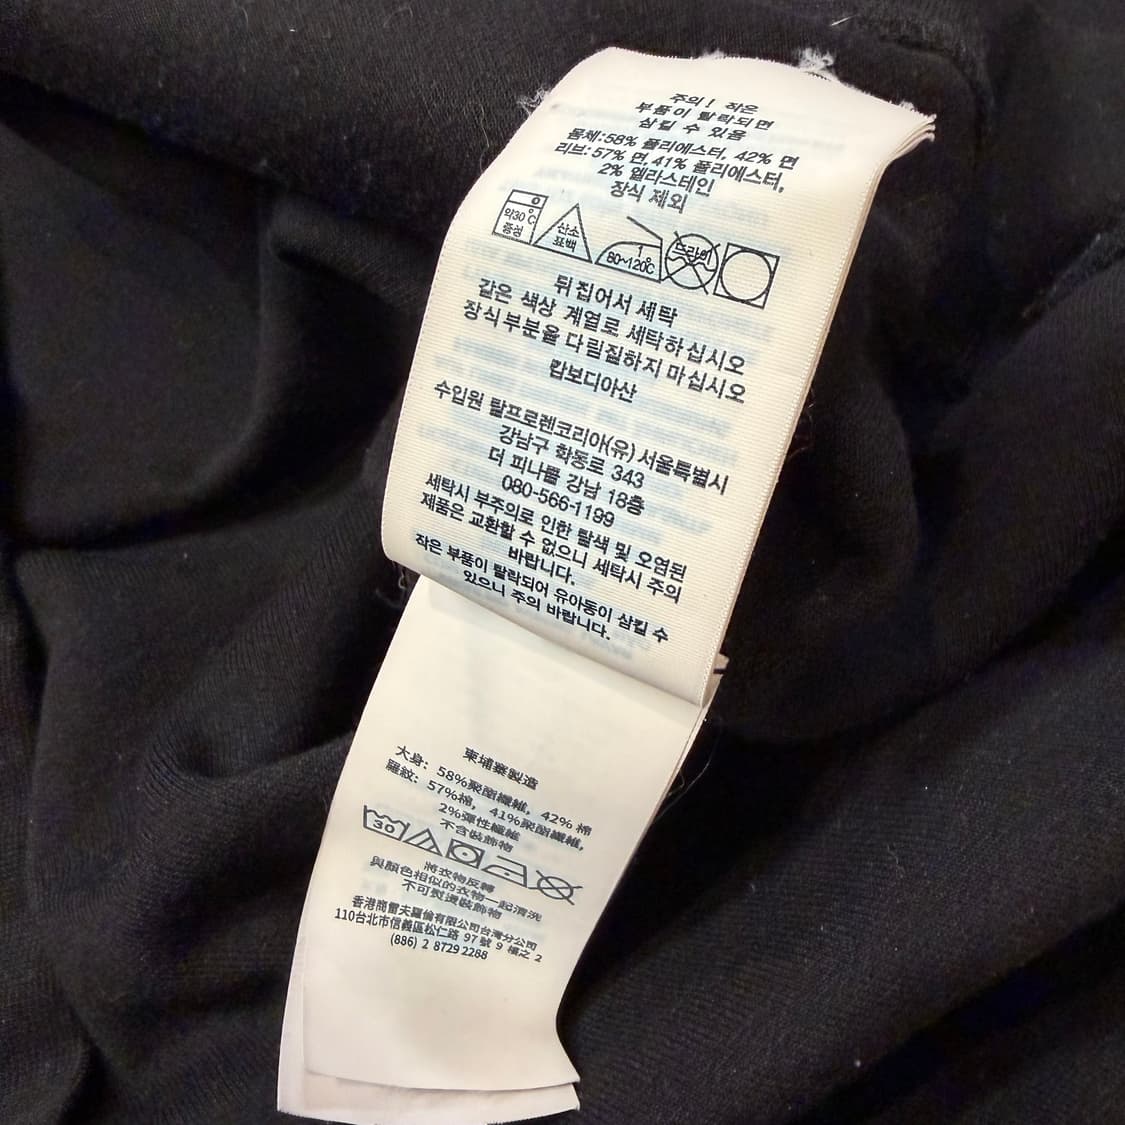 주의! 작은
부품이 탈락되면
삼킬 수 있음
몸체:58% 폴리에스터, 42% 면
리브:57% 면, 41% 폴리에스터,
2% 엘라스테인
장식 제외
약30℃ 중성
산소 표백
80~120℃
드라이
뒤집어서 세탁
같은 색상 계열로 세탁하십시오
장식부분을 다림질하지 마십시오
캄보디아산
수입원 랄프로렌코리아(유) 서울특별시
강남구 학동로 343
더 피나클 강남 18층
080-566-1199
세탁시 부주의로 인한 탈색 및 오염된
제품은 교환할 수 없으니 세탁시 주의
바랍니다.
작은 부품이 탈락되어 유아동이 삼킬 수
있으니 주의 바랍니다.
柬埔寨製造
大身: 58%聚酯纖維, 42% 棉
羅紋: 57%棉, 41%聚酯纖維,
2%彈性纖維
不含裝飾物
30
將衣物反轉
與顏色相似的衣物一起清洗
不可熨燙裝飾物
香港商雷夫羅倫有限公司台灣分公司
110台北市信義區松仁路 97 號 9 樓之 2
(886) 2 8729 2288